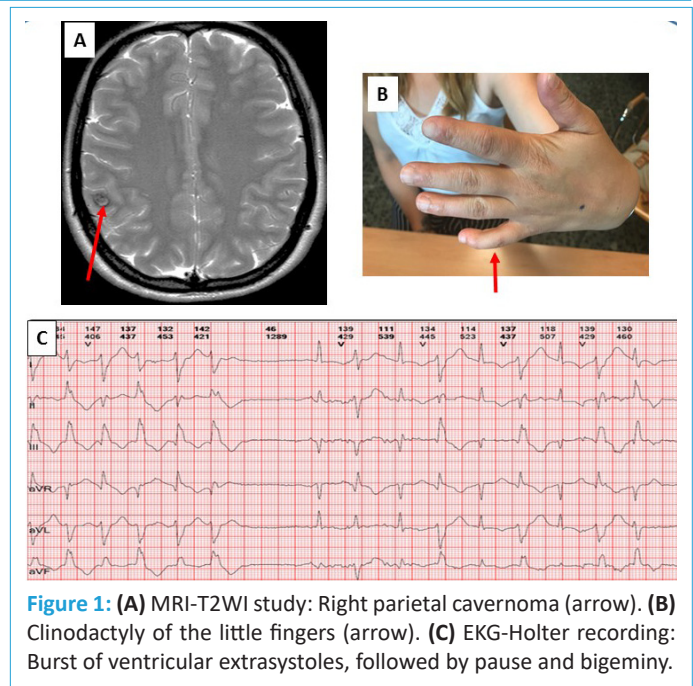 A
B
C
147 137 132 142 46 139 111 134 114 137 118 139 130
406 437 453 421 1289 429 539 445 523 437 507 429 460
I
II
III
aVR
aVL
aVF
Figure 1: (A) MRI-T2WI study: Right parietal cavernoma (arrow). (B)
Clinodactyly of the little fingers (arrow). (C) EKG-Holter recording:
Burst of ventricular extrasystoles, followed by pause and bigeminy.